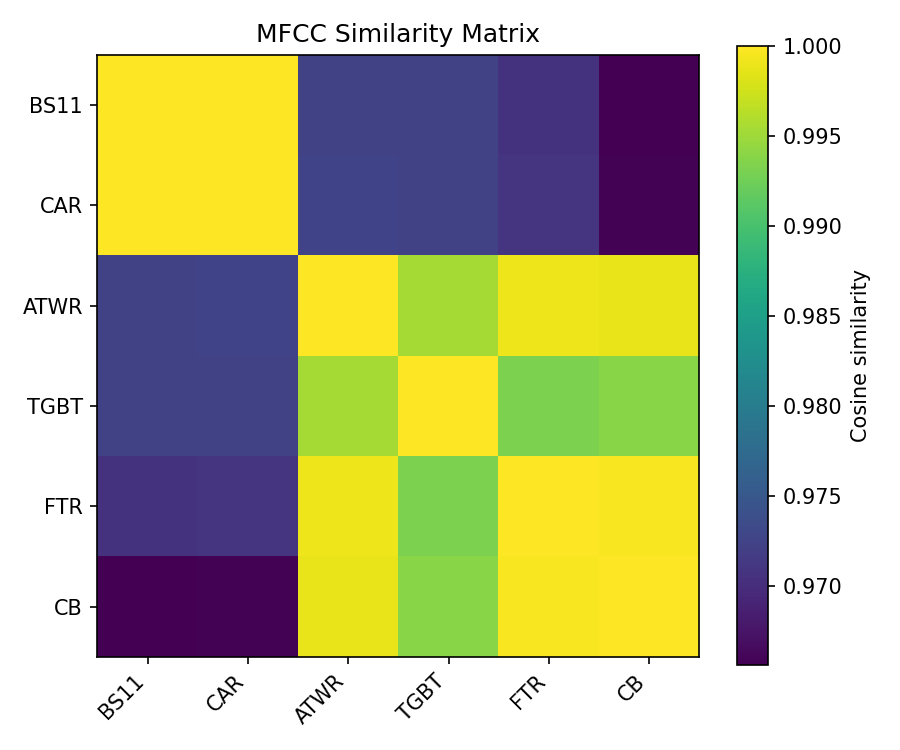 MFCC Similarity Matrix
BS11
CAR
ATWR
TGBT
FTR
CB
BS11
CAR
ATWR
TGBT
FTR
CB
1.000
0.995
0.990
0.985
0.980
0.975
0.970
Cosine similarity